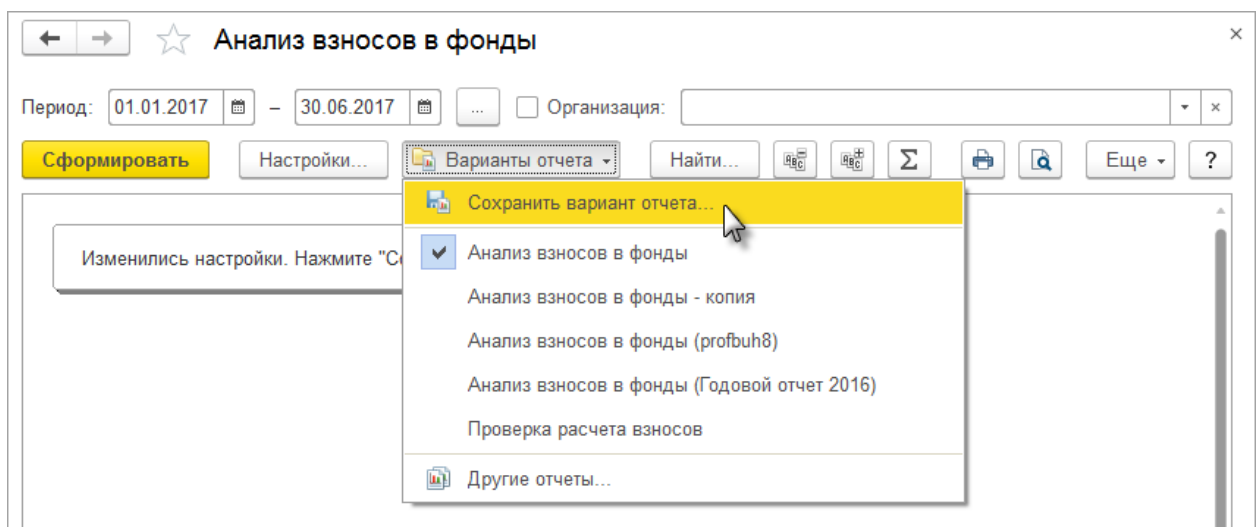 Анализ взносов в фонды
Период: 01.01.2017 – 30.06.2017 ... Организация:
Сформировать Настройки... Варианты отчета Найти... Еще ?
Сохранить вариант отчета...
Изменились настройки. Нажмите "С
Анализ взносов в фонды
Анализ взносов в фонды - копия
Анализ взносов в фонды (profbuh8)
Анализ взносов в фонды (Годовой отчет 2016)
Проверка расчета взносов
Другие отчеты...